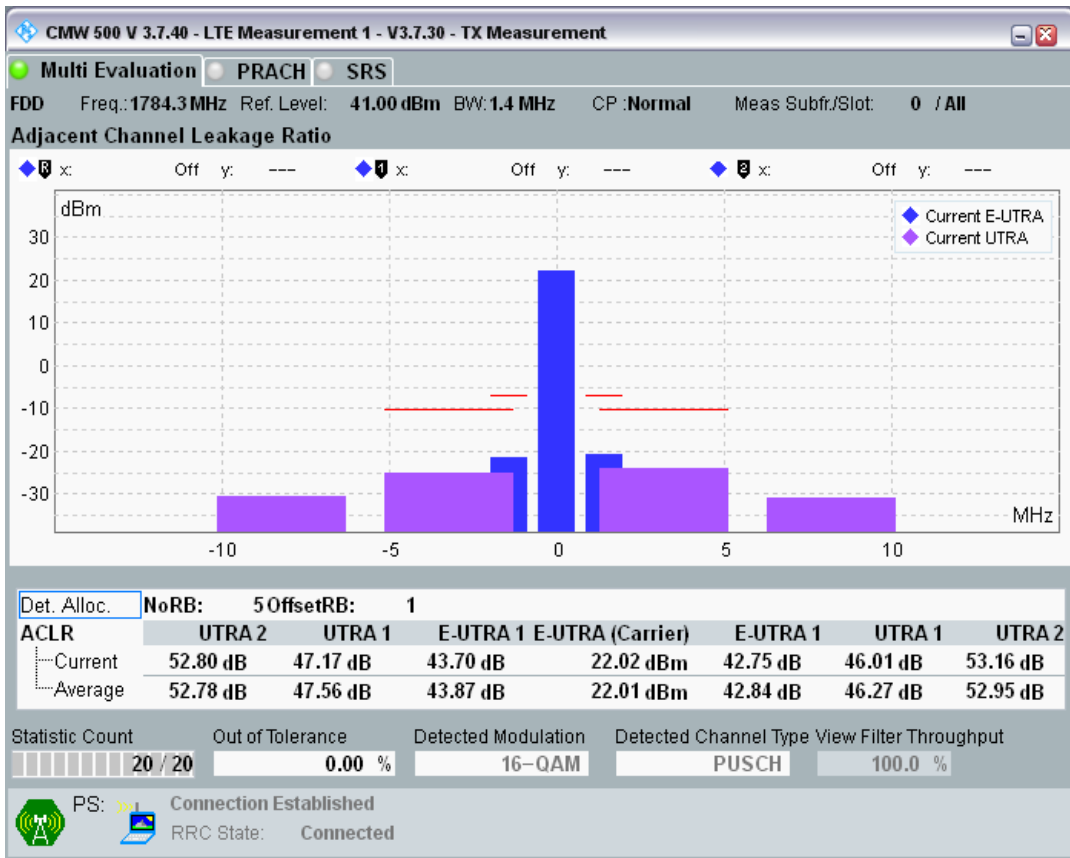 CMW 500 V 3.7.40 - LTE Measurement 1 - V3.7.30 - TX Measurement
Multi Evaluation PRACH SRS
FDD Freq.:1784.3 MHz Ref. Level: 41.00 dBm BW:1.4 MHz CP :Normal Meas Subfr./Slot: 0 / All
Adjacent Channel Leakage Ratio
R x: Off y: --- 1 x: Off y: --- 2 x: Off y: ---
dBm
Current E-UTRA
Current UTRA
30
20
10
0
-10
-20
-30
MHz
-10 -5 0 5 10
Det. Alloc. NoRB: 5 OffsetRB: 1
ACLR UTRA 2 UTRA 1 E-UTRA 1 E-UTRA (Carrier) E-UTRA 1 UTRA 1 UTRA 2
Current 52.80 dB 47.17 dB 43.70 dB 22.02 dBm 42.75 dB 46.01 dB 53.16 dB
Average 52.78 dB 47.56 dB 43.87 dB 22.01 dBm 42.84 dB 46.27 dB 52.95 dB
Statistic Count Out of Tolerance Detected Modulation Detected Channel Type View Filter Throughput
20 / 20 0.00 % 16-QAM PUSCH 100.0 %
PS: Connection Established
RRC State: Connected